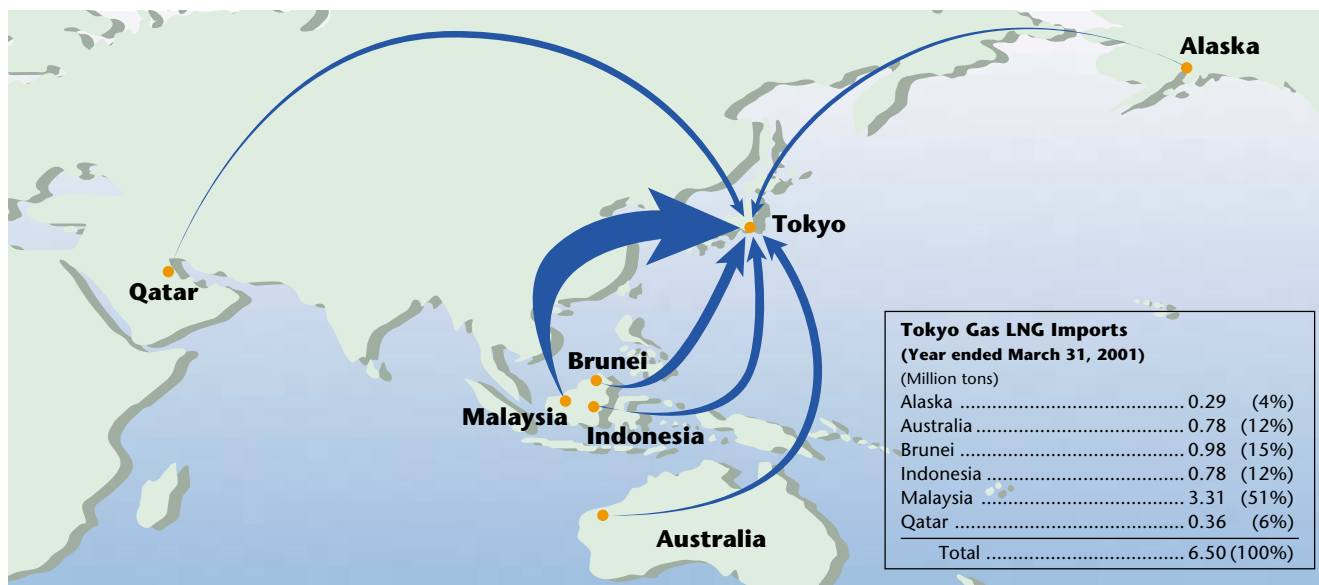 Alaska
Tokyo
Qatar
Brunei
Malaysia
Indonesia
Australia
Tokyo Gas LNG Imports
(Year ended March 31, 2001)
(Million tons)
Alaska .................................... 0.29 (4%)
Australia ................................. 0.78 (12%)
Brunei .................................... 0.98 (15%)
Indonesia ............................... 0.78 (12%)
Malaysia ................................. 3.31 (51%)
Qatar ..................................... 0.36 (6%)
Total ............................... 6.50 (100%)